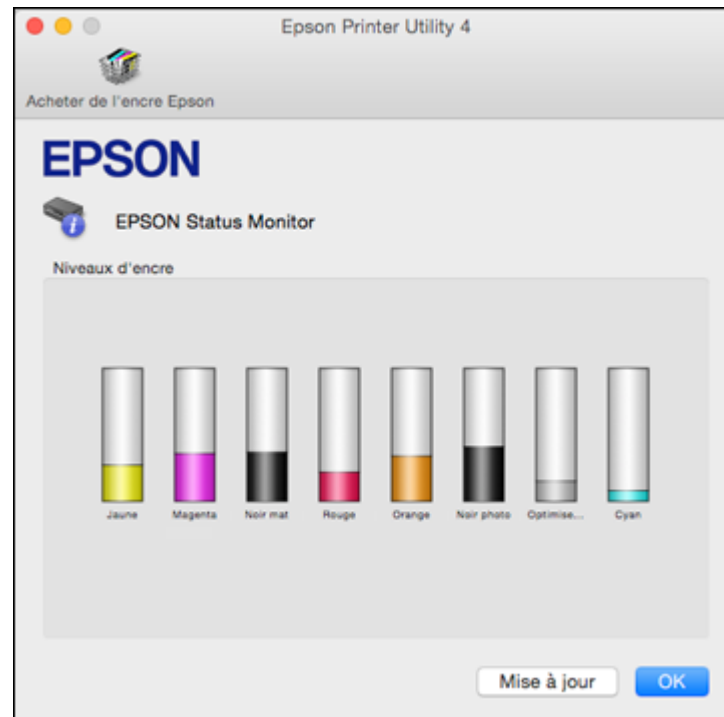 Epson Printer Utility 4
Acheter de l'encre Epson
EPSON
EPSON Status Monitor
Niveaux d'encre
Jaune Magenta Noir mat Rouge Orange Noir photo Optimise... Cyan
Mise à jour OK